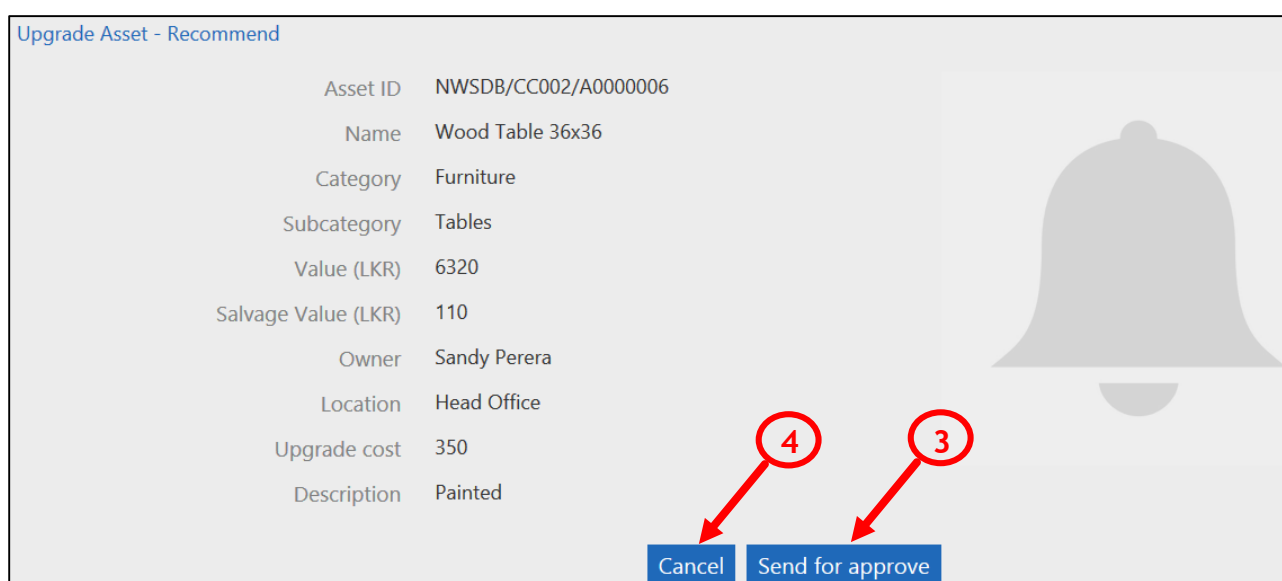 Upgrade Asset - Recommend
Asset ID NWSDB/CC002/A0000006
Name Wood Table 36x36
Category Furniture
Subcategory Tables
Value (LKR) 6320
Salvage Value (LKR) 110
Owner Sandy Perera
Location Head Office
Upgrade cost 350
4 3
Description Painted
Cancel Send for approve